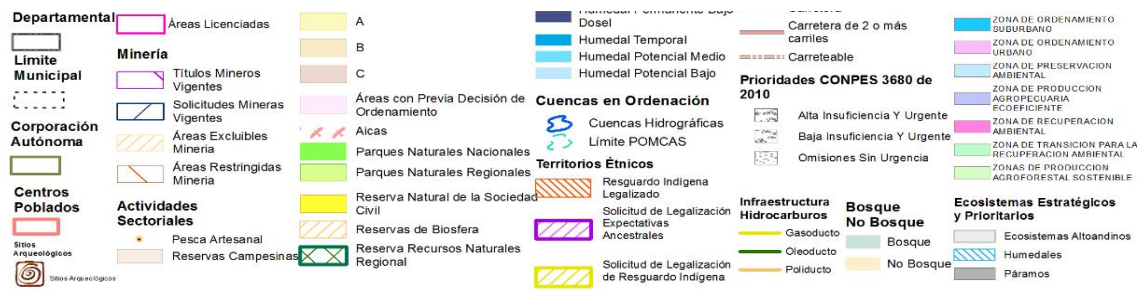 Departamental
Límite
Municipal
Corporación
Autónoma
Centros
Poblados
Sitios
Arqueológicos
Sitios Arqueológicos
Áreas Licenciadas
Minería
Títulos Mineros
Vigentes
Solicitudes Mineras
Vigentes
Áreas Excluibles
Mineria
Áreas Restringidas
Mineria
Actividades
Sectoriales
Pesca Artesanal
Reservas Campesinas
A
B
C
Áreas con Previa Decisión de
Ordenamiento
Aicas
Parques Naturales Nacionales
Parques Naturales Regionales
Reserva Natural de la Sociedad
Civil
Reservas de Biosfera
Reserva Recursos Naturales
Regional
Humedal Permanente Bajo
Dosel
Humedal Temporal
Humedal Potencial Medio
Humedal Potencial Bajo
Cuencas en Ordenación
Cuencas Hidrográficas
Límite POMCAS
Territorios Étnicos
Resguardo Indígena
Legalizado
Solicitud de Legalización
Expectativas
Ancestrales
Solicitud de Legalización
de Resguardo Indígena
Carretera
Carretera de 2 o más
carriles
Carreteable
Prioridades CONPES 3680 de
2010
Alta Insuficiencia Y Urgente
Baja Insuficiencia Y Urgente
Omisiones Sin Urgencia
Infraestructura
Hidrocarburos
Gasoducto
Oleoducto
Poliducto
Bosque
No Bosque
Bosque
No Bosque
ZONA DE ORDENAMIENTO
SUBURBANO
ZONA DE ORDENAMIENTO
URBANO
ZONA DE PRESERVACION
AMBIENTAL
ZONA DE PRODUCCIÓN
AGROPECUARIA
ECOEFICIENTE
ZONA DE RECUPERACION
AMBIENTAL
ZONA DE TRANSICION PARA LA
RECUPERACION AMBIENTAL
ZONAS DE PRODUCCION
AGROFORESTAL SOSTENIBLE
Ecosistemas Estratégicos
y Prioritarios
Ecosistemas Altoandinos
Humedales
Páramos